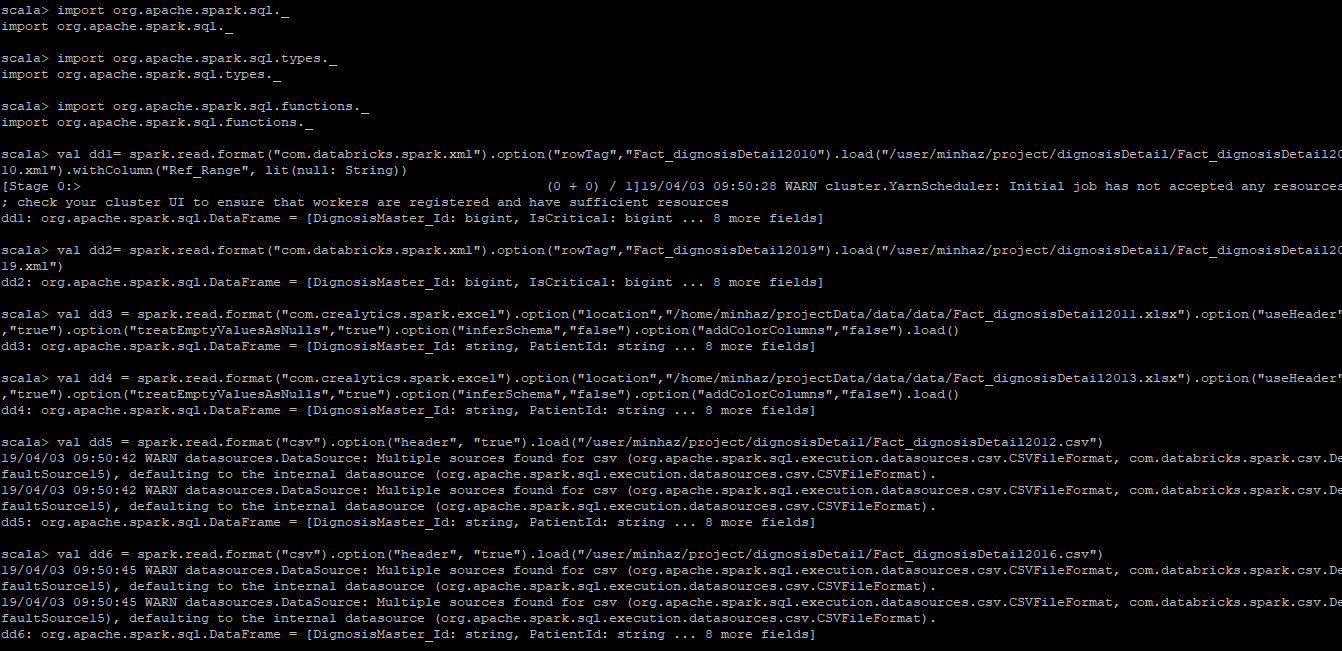 scala> import org.apache.spark.sql._
import org.apache.spark.sql._
scala> import org.apache.spark.sql.types._
import org.apache.spark.sql.types._
scala> import org.apache.spark.sql.functions._
import org.apache.spark.sql.functions._
scala> val dd1= spark.read.format("com.databricks.spark.xml").option("rowTag","Fact_dignosisDetail2010").load("/user/minhaz/project/dignosisDetail/Fact_dignosisDetail20
10.xml").withColumn("Ref_Range", lit(null: String))
[Stage 0:>                                                          (0 + 0) / 1]19/04/03 09:50:28 WARN cluster.YarnScheduler: Initial job has not accepted any resources
; check your cluster UI to ensure that workers are registered and have sufficient resources
dd1: org.apache.spark.sql.DataFrame = [DignosisMaster_Id: bigint, IsCritical: bigint ... 8 more fields]
scala> val dd2= spark.read.format("com.databricks.spark.xml").option("rowTag","Fact_dignosisDetail2019").load("/user/minhaz/project/dignosisDetail/Fact_dignosisDetail20
19.xml")
dd2: org.apache.spark.sql.DataFrame = [DignosisMaster_Id: bigint, IsCritical: bigint ... 8 more fields]
scala> val dd3 = spark.read.format("com.crealytics.spark.excel").option("location","/home/minhaz/projectData/data/data/Fact_dignosisDetail2011.xlsx").option("useHeader"
,"true").option("treatEmptyValuesAsNulls","true").option("inferSchema","false").option("addColorColumns","false").load()
dd3: org.apache.spark.sql.DataFrame = [DignosisMaster_Id: string, PatientId: string ... 8 more fields]
scala> val dd4 = spark.read.format("com.crealytics.spark.excel").option("location","/home/minhaz/projectData/data/data/Fact_dignosisDetail2013.xlsx").option("useHeader"
,"true").option("treatEmptyValuesAsNulls","true").option("inferSchema","false").option("addColorColumns","false").load()
dd4: org.apache.spark.sql.DataFrame = [DignosisMaster_Id: string, PatientId: string ... 8 more fields]
scala> val dd5 = spark.read.format("csv").option("header", "true").load("/user/minhaz/project/dignosisDetail/Fact_dignosisDetail2012.csv")
19/04/03 09:50:42 WARN datasources.DataSource: Multiple sources found for csv (org.apache.spark.sql.execution.datasources.csv.CSVFileFormat, com.databricks.spark.csv.De
faultSource15), defaulting to the internal datasource (org.apache.spark.sql.execution.datasources.csv.CSVFileFormat).
19/04/03 09:50:42 WARN datasources.DataSource: Multiple sources found for csv (org.apache.spark.sql.execution.datasources.csv.CSVFileFormat, com.databricks.spark.csv.De
faultSource15), defaulting to the internal datasource (org.apache.spark.sql.execution.datasources.csv.CSVFileFormat).
dd5: org.apache.spark.sql.DataFrame = [DignosisMaster_Id: string, PatientId: string ... 8 more fields]
scala> val dd6 = spark.read.format("csv").option("header", "true").load("/user/minhaz/project/dignosisDetail/Fact_dignosisDetail2016.csv")
19/04/03 09:50:45 WARN datasources.DataSource: Multiple sources found for csv (org.apache.spark.sql.execution.datasources.csv.CSVFileFormat, com.databricks.spark.csv.De
faultSource15), defaulting to the internal datasource (org.apache.spark.sql.execution.datasources.csv.CSVFileFormat).
19/04/03 09:50:45 WARN datasources.DataSource: Multiple sources found for csv (org.apache.spark.sql.execution.datasources.csv.CSVFileFormat, com.databricks.spark.csv.De
faultSource15), defaulting to the internal datasource (org.apache.spark.sql.execution.datasources.csv.CSVFileFormat).
dd6: org.apache.spark.sql.DataFrame = [DignosisMaster_Id: string, PatientId: string ... 8 more fields]